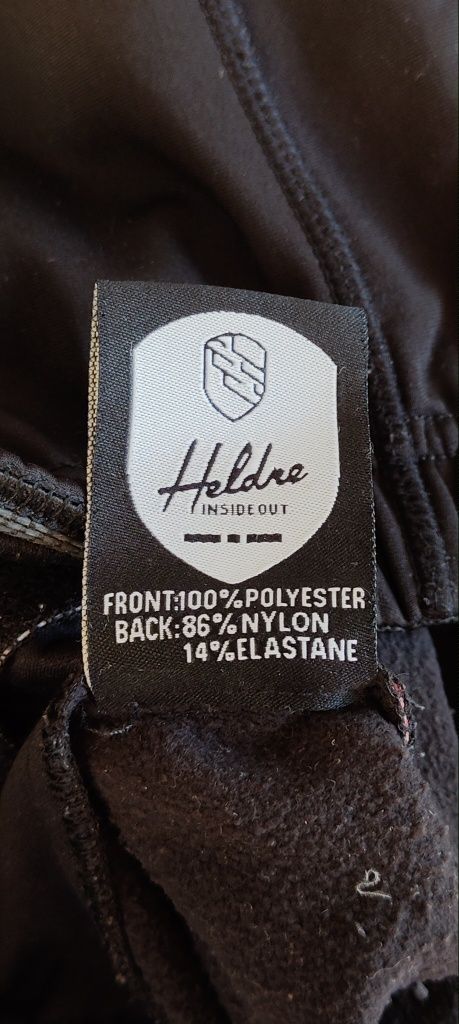 Heldre
INSIDEOUT
FRONT:100%POLYESTER
BACK:86%NYLON
14%ELASTANE